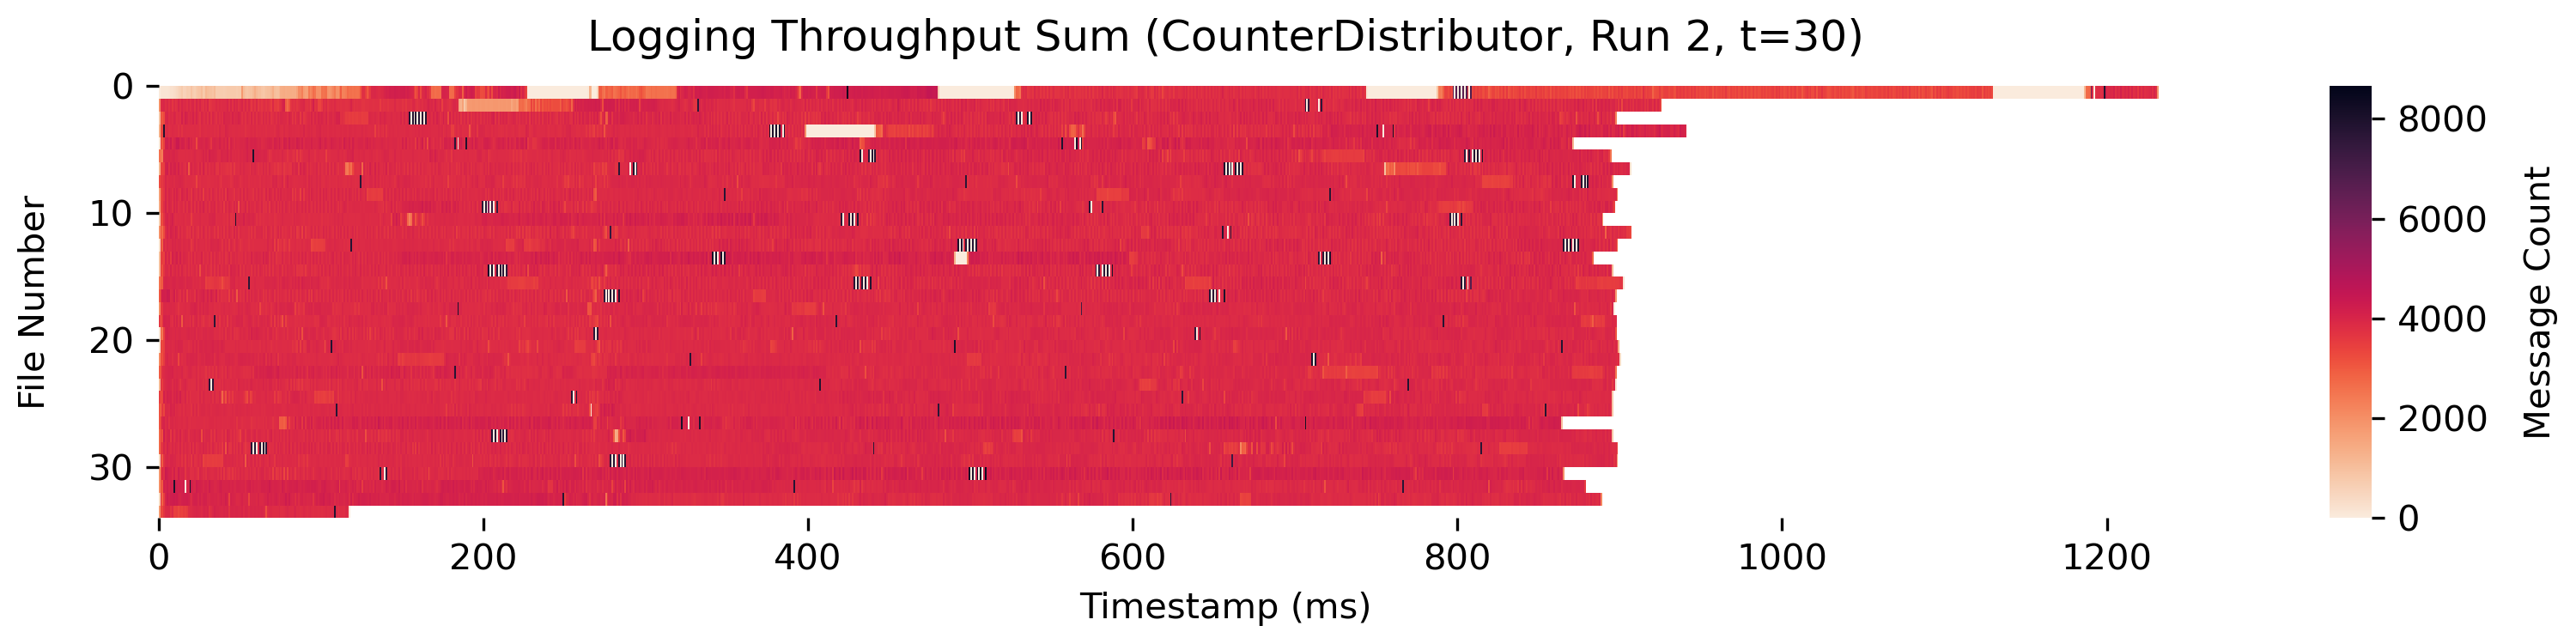 Logging Throughput Sum (CounterDistributor, Run 2, t=30)
File Number
0
10
20
30
0 200 400 600 800 1000 1200
Timestamp (ms)
8000
6000
4000
2000
0
Message Count